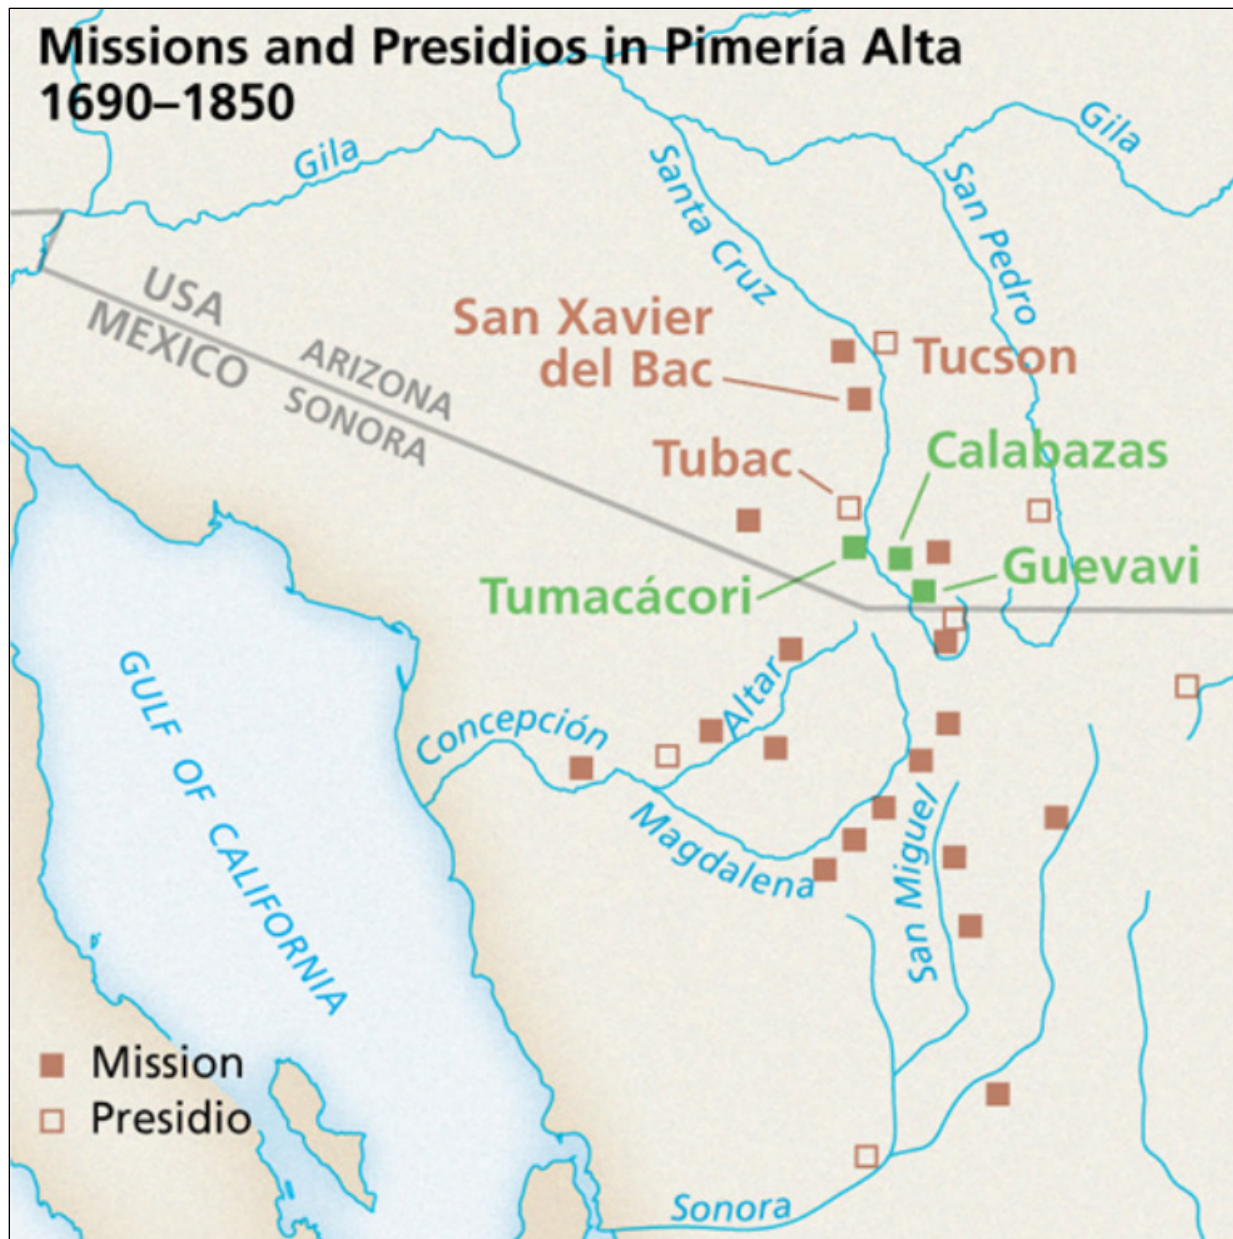 Missions and Presidios in Pimería Alta
1690–1850
Gila
Gila
Santa Cruz
San Pedro
USA
MEXICO
ARIZONA
SONORA
San Xavier
del Bac
Tucson
Tubac
Calabazas
Tumacácori
Guevavi
Altar
Concepción
Magdalena
San Miguel
GULF OF CALIFORNIA
Mission
Presidio
Sonora